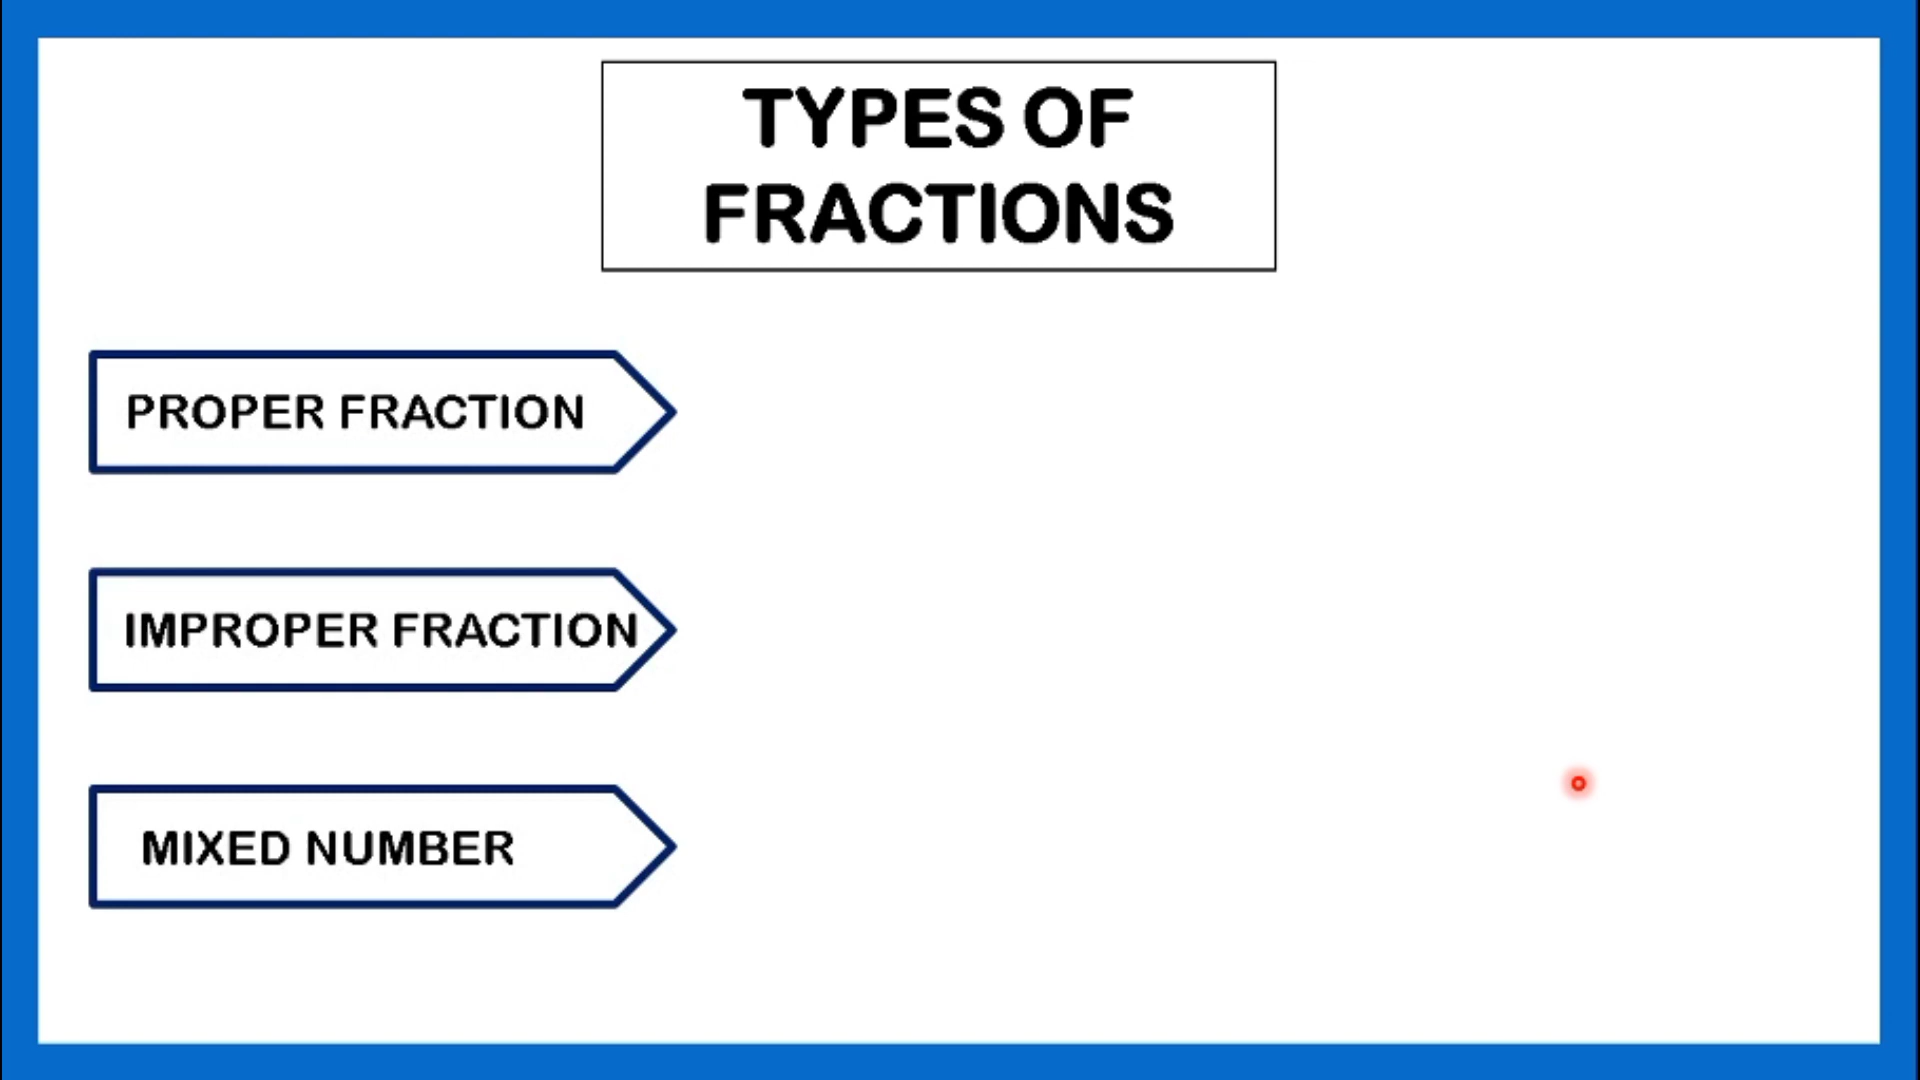 TYPES OF
FRACTIONS
PROPER FRACTION
IMPROPER FRACTION
MIXED NUMBER